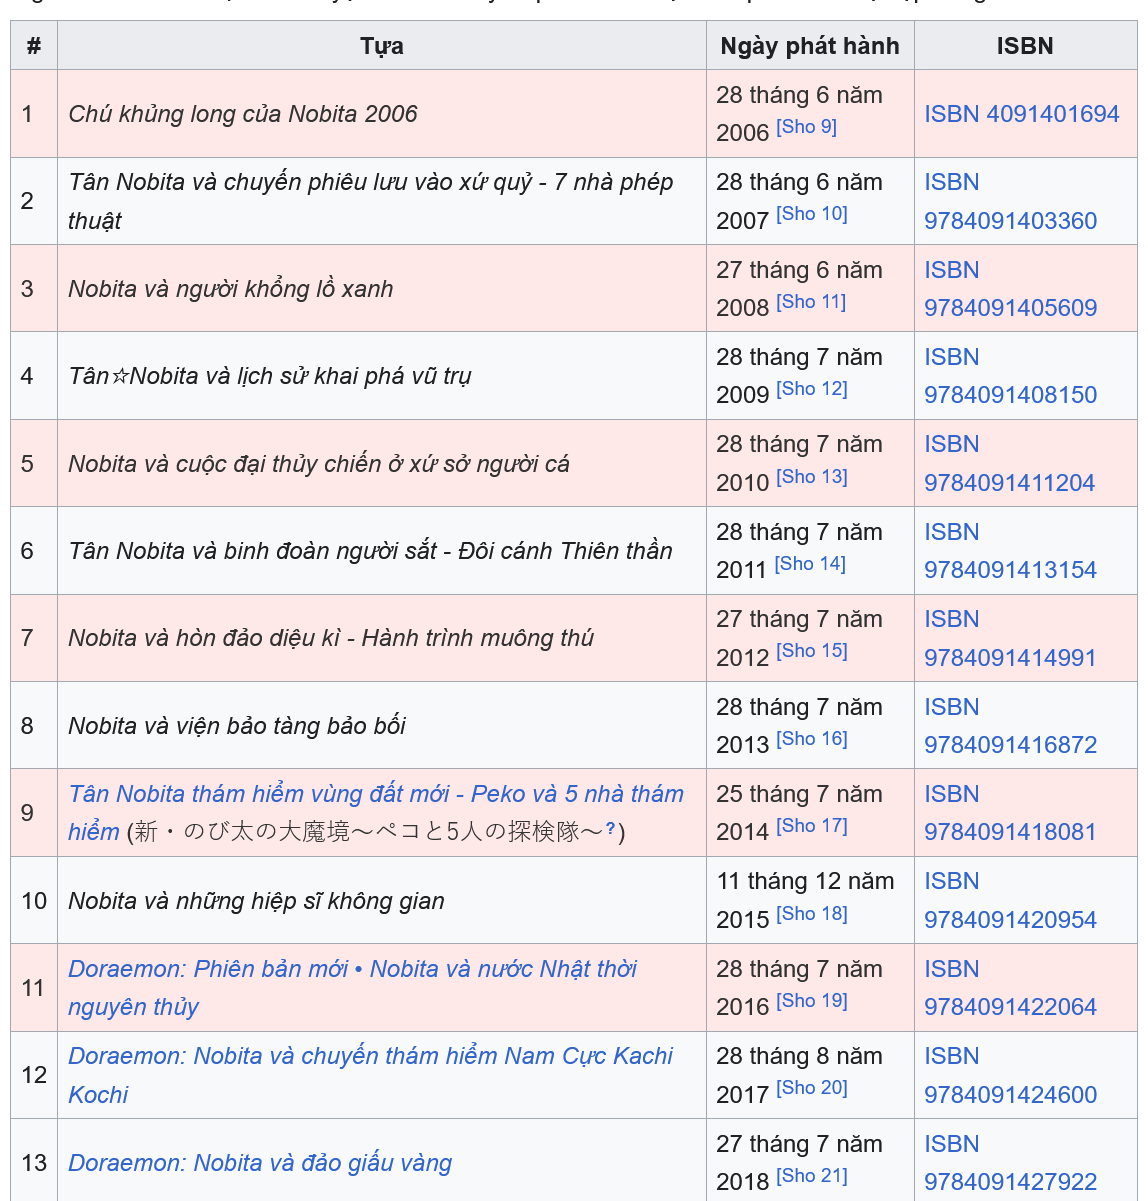 # Tựa Ngày phát hành ISBN
1 Chú khủng long của Nobita 2006 28 tháng 6 năm 2006 [Sho 9] ISBN 4091401694
2 Tân Nobita và chuyến phiêu lưu vào xứ quỷ - 7 nhà phép
thuật 28 tháng 6 năm
2007 [Sho 10] ISBN
9784091403360
3 Nobita và người khổng lồ xanh 27 tháng 6 năm
2008 [Sho 11] ISBN
9784091405609
4 Tân☆Nobita và lịch sử khai phá vũ trụ 28 tháng 7 năm
2009 [Sho 12] ISBN
9784091408150
5 Nobita và cuộc đại thủy chiến ở xứ sở người cá 28 tháng 7 năm
2010 [Sho 13] ISBN
9784091411204
6 Tân Nobita và binh đoàn người sắt - Đôi cánh Thiên thần 28 tháng 7 năm
2011 [Sho 14] ISBN
9784091413154
7 Nobita và hòn đảo diệu kì - Hành trình muông thú 27 tháng 7 năm
2012 [Sho 15] ISBN
9784091414991
8 Nobita và viện bảo tàng bảo bối 28 tháng 7 năm
2013 [Sho 16] ISBN
9784091416872
9 Tân Nobita thám hiểm vùng đất mới - Peko và 5 nhà thám
hiểm (新・のび太の大魔境〜ペコと5人の探検隊〜?) 25 tháng 7 năm
2014 [Sho 17] ISBN
9784091418081
10 Nobita và những hiệp sĩ không gian 11 tháng 12 năm
2015 [Sho 18] ISBN
9784091420954
11 Doraemon: Phiên bản mới • Nobita và nước Nhật thời
nguyên thủy 28 tháng 7 năm
2016 [Sho 19] ISBN
9784091422064
12 Doraemon: Nobita và chuyến thám hiểm Nam Cực Kachi
Kochi 28 tháng 8 năm
2017 [Sho 20] ISBN
9784091424600
13 Doraemon: Nobita và đảo giấu vàng 27 tháng 7 năm
2018 [Sho 21] ISBN
9784091427922